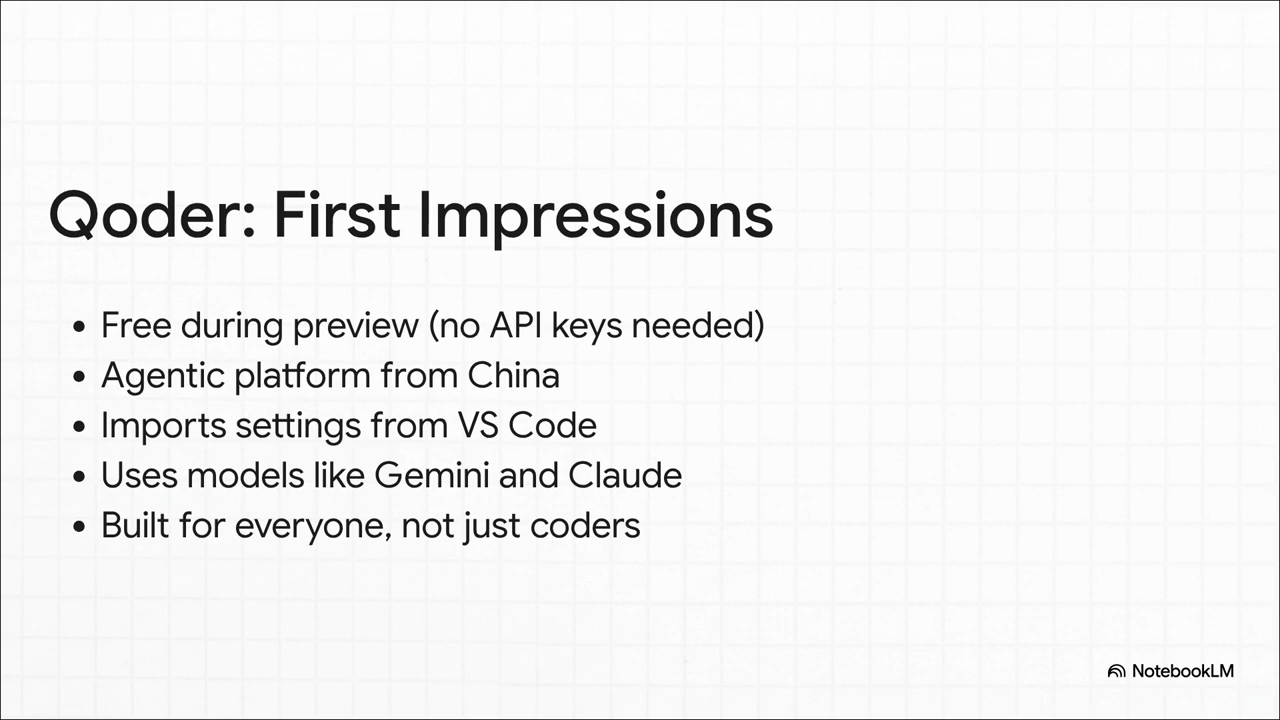 Qoder: First Impressions
• Free during preview (no API keys needed)
• Agentic platform from China
• Imports settings from VS Code
• Uses models like Gemini and Claude
• Built for everyone, not just coders
NotebookLM